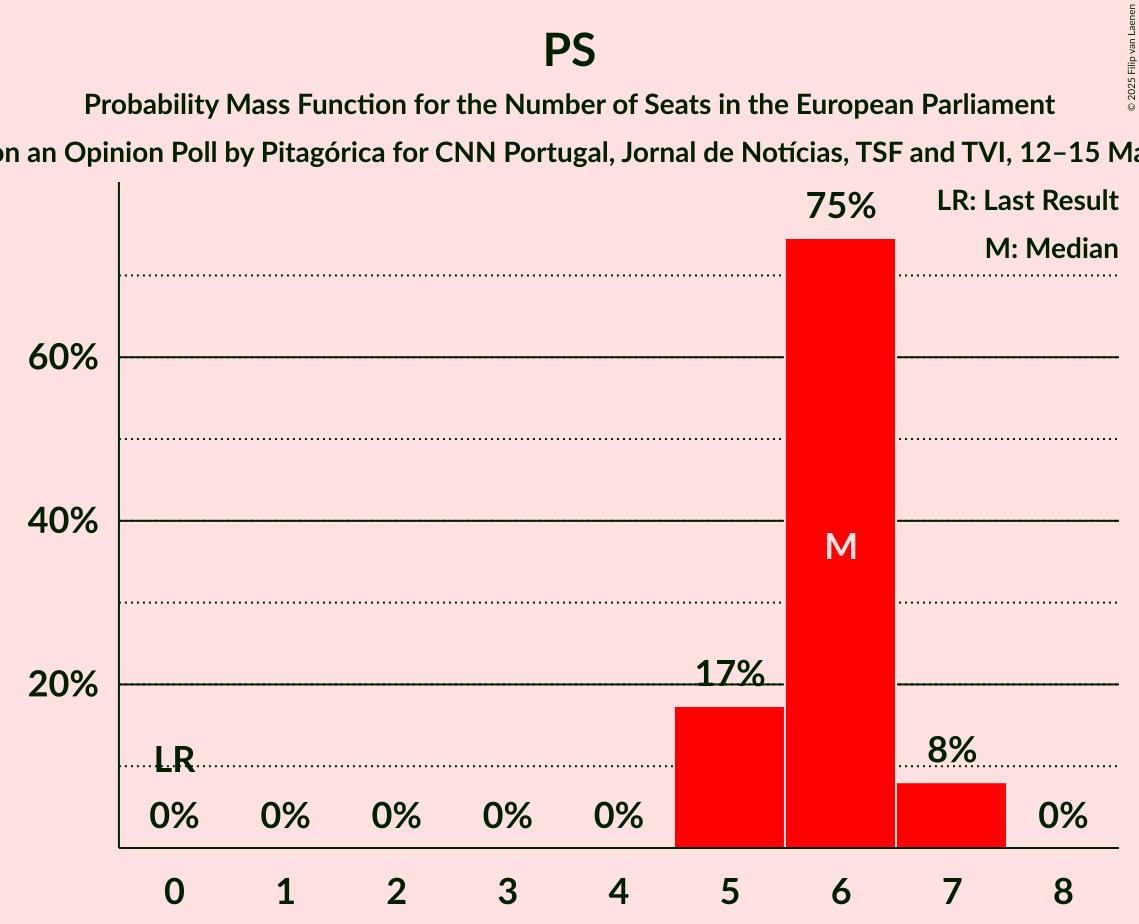 PS
Probability Mass Function for the Number of Seats in the European Parliament
on an Opinion Poll by Pitagórica for CNN Portugal, Jornal de Notícias, TSF and TVI, 12–15 Ma
© 2025 Filip van Laenen
LR: Last Result
M: Median
75%
60%
40%
M
20%
17%
LR
8%
0%
0%
0%
0%
0%
0%
0
1
2
3
4
5
6
7
8